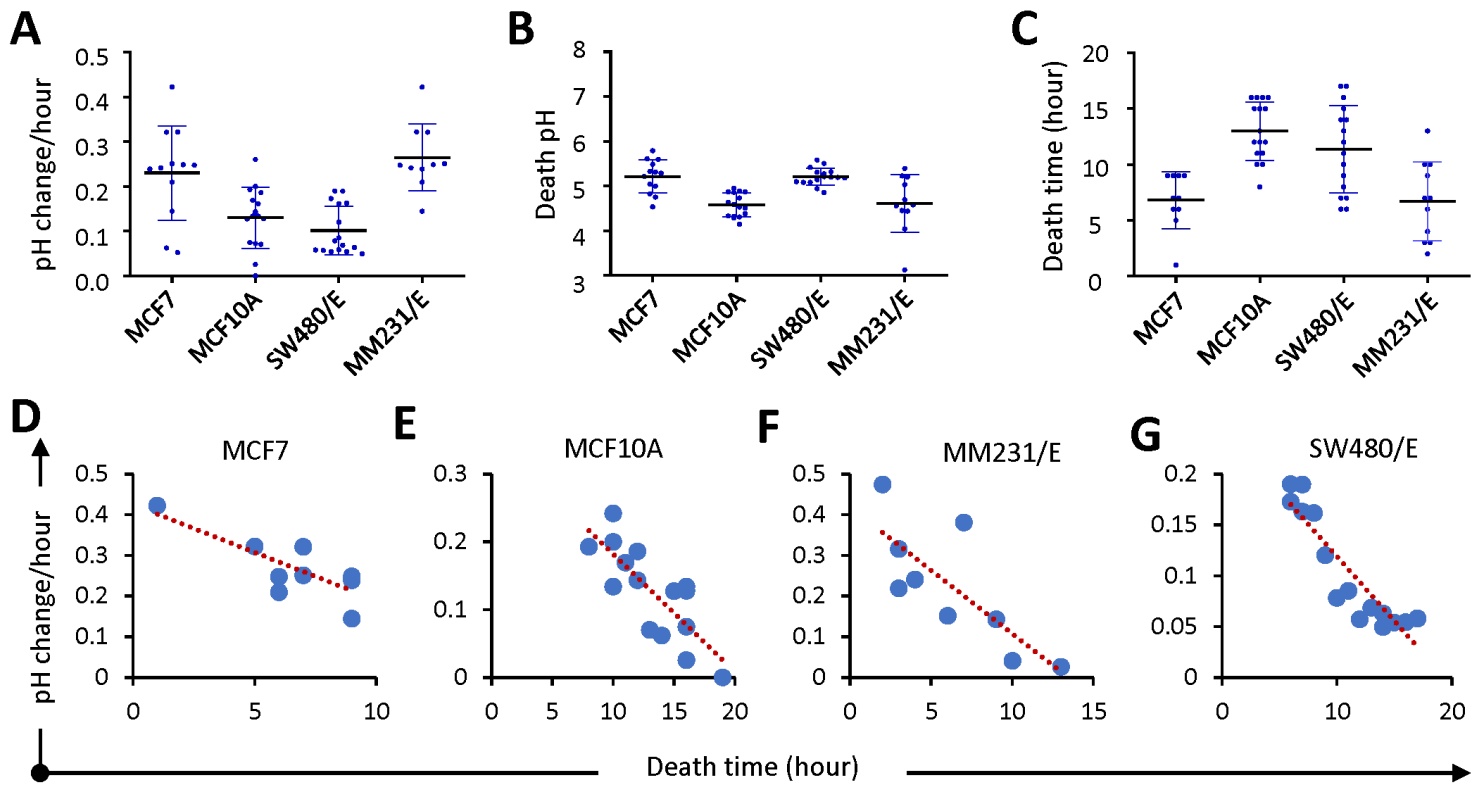 A
pH change/hour
0.5
0.4
0.3
0.2
0.1
0.0
MCF7
MCF10A
SW480/E
MM231/E
B
Death pH
8
7
6
5
4
3
MCF7
MCF10A
SW480/E
MM231/E
C
Death time (hour)
20
15
10
5
0
MCF7
MCF10A
SW480/E
MM231/E
pH change/hour
D
MCF7
0.5
0.4
0.3
0.2
0.1
0
0 5 10
E
MCF10A
0.3
0.2
0.1
0
0 5 10 15 20
F
MM231/E
0.5
0.4
0.3
0.2
0.1
0
0 5 10 15
G
SW480/E
0.2
0.15
0.1
0.05
0
0 10 20
Death time (hour)